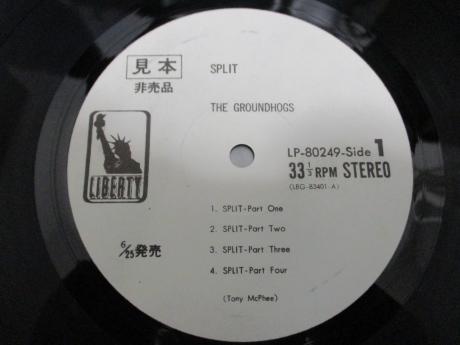 見本
非売品
SPLIT
THE GROUNDHOGS
LIBERTY
LP-80249-Side 1
33 1/3 RPM STEREO
(LBG-83401-A)
1. SPLIT-Part One
2. SPLIT-Part Two
3. SPLIT-Part Three
4. SPLIT-Part Four
6/25発売
(Tony McPhee)